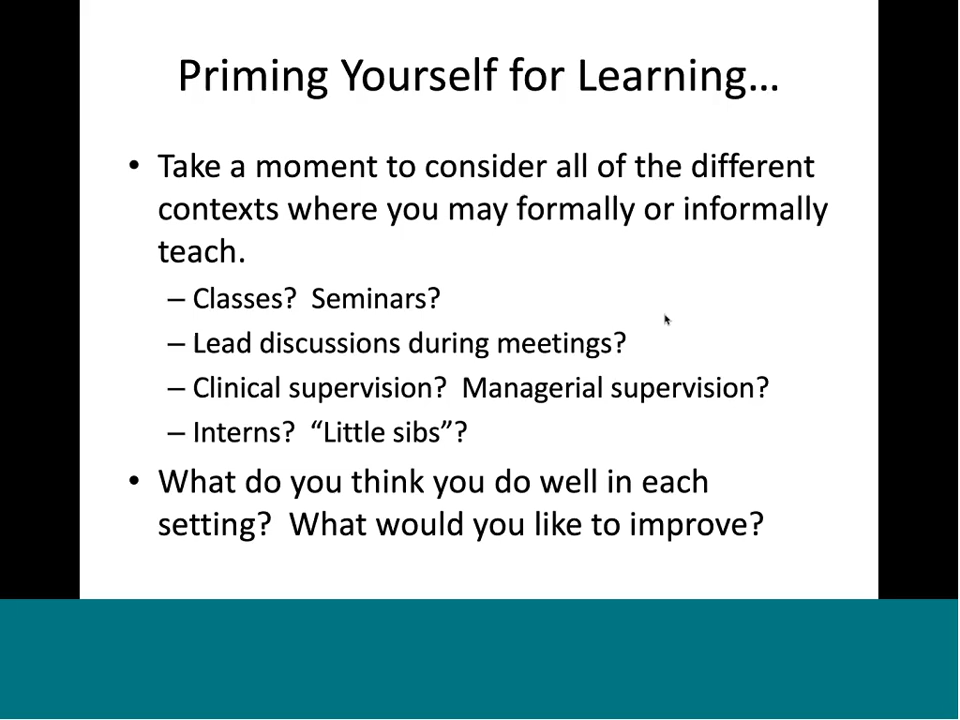 Priming Yourself for Learning...
• Take a moment to consider all of the different
contexts where you may formally or informally
teach.
– Classes?  Seminars?
– Lead discussions during meetings?
– Clinical supervision?  Managerial supervision?
– Interns?  “Little sibs”?
• What do you think you do well in each
setting?  What would you like to improve?